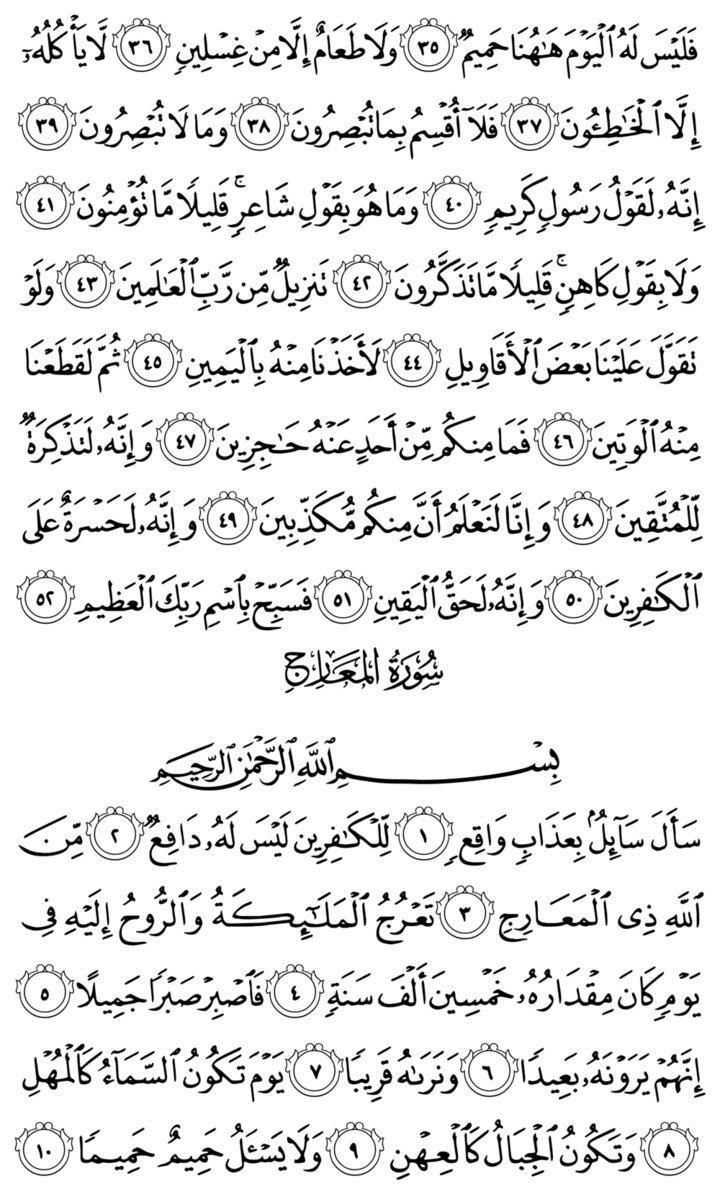 فَلَيْسَ لَهُ ٱلْيَوْمَ هَٰهُنَا حَمِيمٌ ٣٥ وَلَا طَعَامٌ إِلَّا مِنْ غِسْلِينٍ ٣٦ لَّا يَأْكُلُهُۥٓ
إِلَّا ٱلْخَٰطِـُٔونَ ٣٧ فَلَآ أُقْسِمُ بِمَا تُبْصِرُونَ ٣٨ وَمَا لَا تُبْصِرُونَ ٣٩
إِنَّهُۥ لَقَوْلُ رَسُولٍ كَرِيمٍ ٤٠ وَمَا هُوَ بِقَوْلِ شَاعِرٍ ۚ قَلِيلًا مَّا تُؤْمِنُونَ ٤١
وَلَا بِقَوْلِ كَاهِنٍ ۚ قَلِيلًا مَّا تَذَكَّرُونَ ٤٢ تَنزِيلٌ مِّن رَّبِّ ٱلْعَٰلَمِينَ ٤٣ وَلَوْ
تَقَوَّلَ عَلَيْنَا بَعْضَ ٱلْأَقَاوِيلِ ٤٤ لَأَخَذْنَا مِنْهُ بِٱلْيَمِينِ ٤٥ ثُمَّ لَقَطَعْنَا
مِنْهُ ٱلْوَتِينَ ٤٦ فَمَا مِنكُم مِّنْ أَحَدٍ عَنْهُ حَٰجِزِينَ ٤٧ وَإِنَّهُۥ لَتَذْكِرَةٌ
لِّلْمُتَّقِينَ ٤٨ وَإِنَّا لَنَعْلَمُ أَنَّ مِنكُم مُّكَذِّبِينَ ٤٩ وَإِنَّهُۥ لَحَسْرَةٌ عَلَى
ٱلْكَٰفِرِينَ ٥٠ وَإِنَّهُۥ لَحَقُّ ٱلْيَقِينِ ٥١ فَسَبِّحْ بِٱسْمِ رَبِّكَ ٱلْعَظِيمِ ٥٢
سُورَةُ المَعَارِجِ
بِسْمِ ٱللَّهِ ٱلرَّحْمَٰنِ ٱلرَّحِيمِ
سَأَلَ سَآئِلٌۢ بِعَذَابٍ وَاقِعٍ ١ لِّلْكَٰفِرِينَ لَيْسَ لَهُۥ دَافِعٌ ٢ مِّنَ
ٱللَّهِ ذِى ٱلْمَعَارِجِ ٣ تَعْرُجُ ٱلْمَلَٰٓئِكَةُ وَٱلرُّوحُ إِلَيْهِ فِى
يَوْمٍ كَانَ مِقْدَارُهُۥ خَمْسِينَ أَلْفَ سَنَةٍ ٤ فَٱصْبِرْ صَبْرًا جَمِيلًا ٥
إِنَّهُمْ يَرَوْنَهُۥ بَعِيدًا ٦ وَنَرَىٰهُ قَرِيبًا ٧ يَوْمَ تَكُونُ ٱلسَّمَآءُ كَٱلْمُهْلِ
٨ وَتَكُونُ ٱلْجِبَالُ كَٱلْعِهْنِ ٩ وَلَا يَسْـَٔلُ حَمِيمٌ حَمِيمًا ١٠